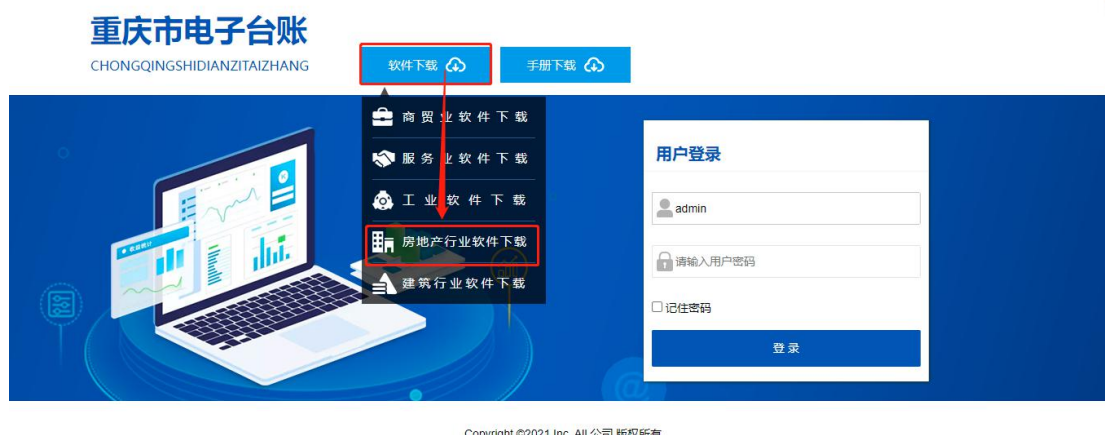 重庆市电子台账
CHONGQINGSHIDIANZITAIZHANG
软件下载
手册下载
商贸业软件下载
服务业软件下载
工业软件下载
房地产行业软件下载
建筑行业软件下载
用户登录
admin
请输入用户密码
记住密码
登录
Copyright ©2021 Inc. All 公司 版权所有